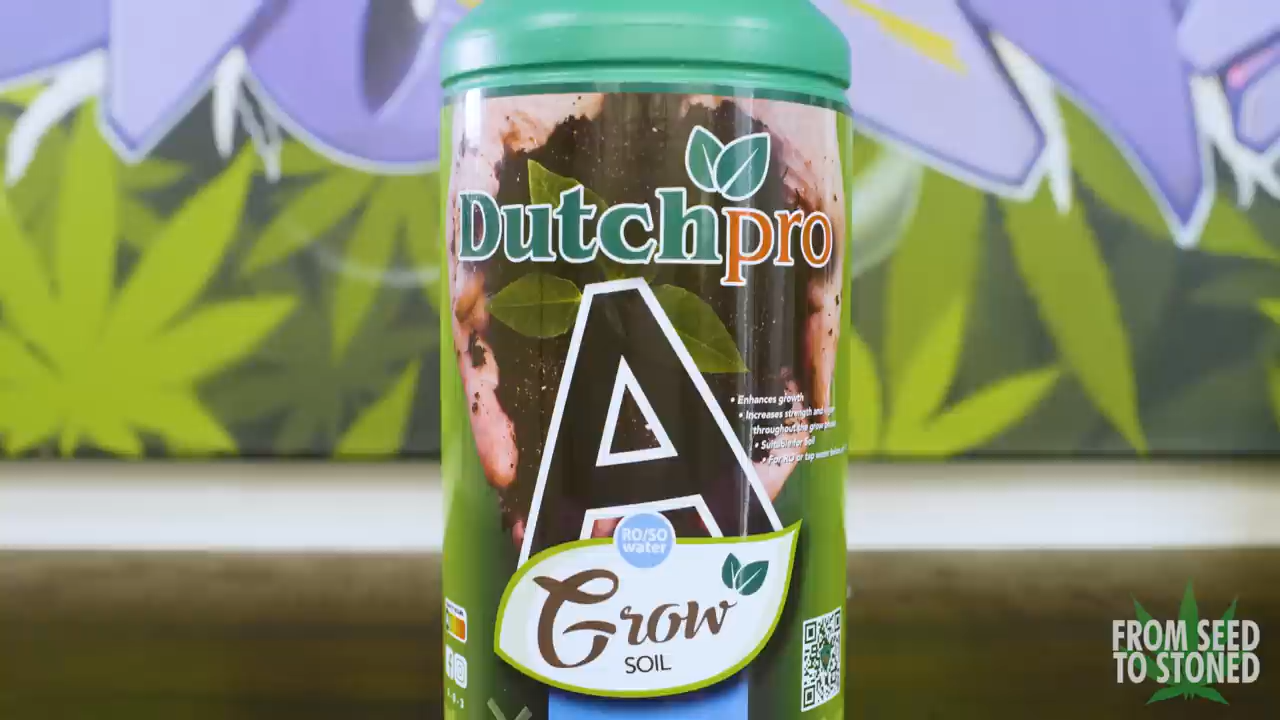 Dutchpro
A
• Enhances growth
• Increases strength and
throughout the grow
• Suitable for Soil
• For RO or tap water
RO/SO
water
Grow
SOIL
FROM SEED
TO STONED